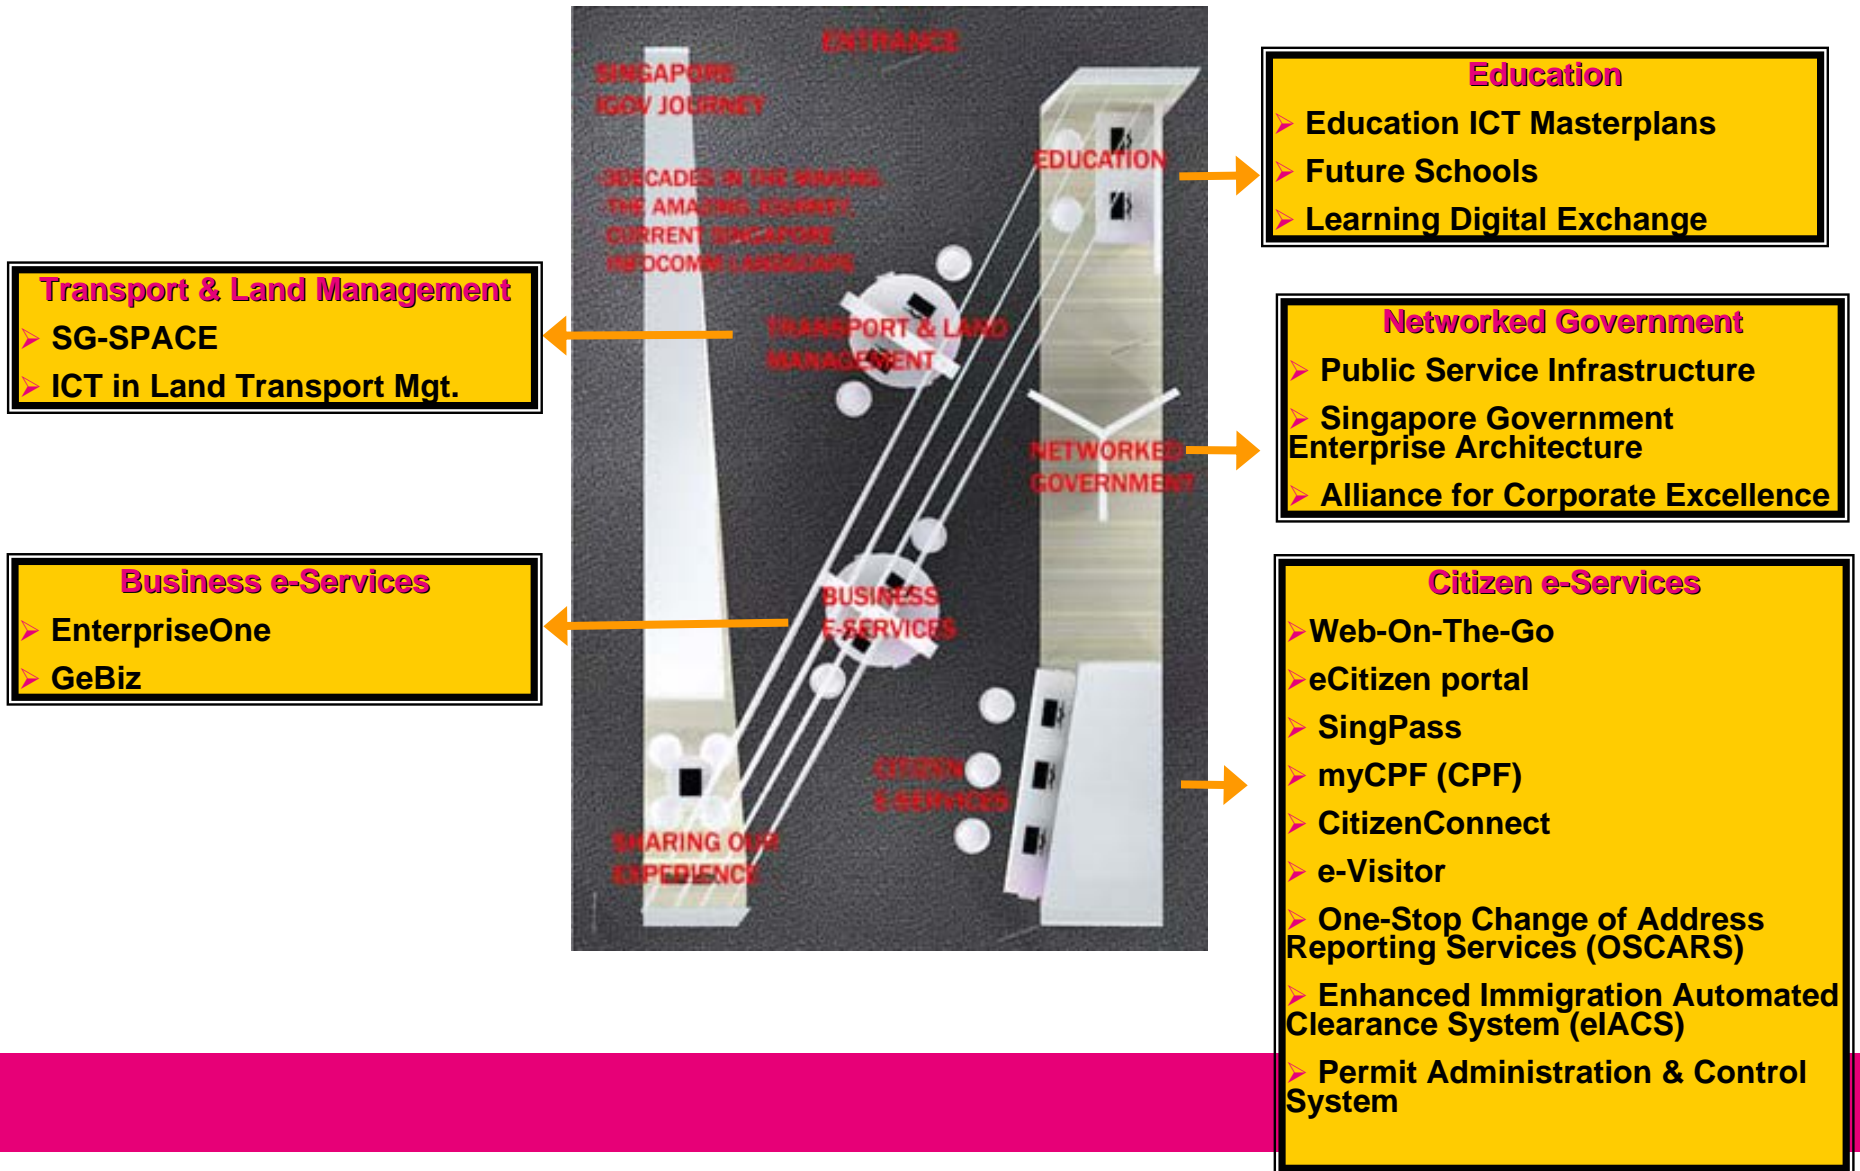 ENTRANCE
SINGAPORE
IGOV JOURNEY
-3DECADES IN THE MAKING,
-THE AMAZING JOURNEY,
-CURRENT SINGAPORE
INFOCOMM LANDSCAPE
EDUCATION
TRANSPORT & LAND
MANAGEMENT
NETWORKED
GOVERNMENT
BUSINESS
E-SERVICES
CITIZEN
E-SERVICES
SHARING OUR
EXPERIENCE
Transport & Land Management
➢ SG-SPACE
➢ ICT in Land Transport Mgt.
Business e-Services
➢ EnterpriseOne
➢ GeBiz
Education
➢ Education ICT Masterplans
➢ Future Schools
➢ Learning Digital Exchange
Networked Government
➢ Public Service Infrastructure
➢ Singapore Government
Enterprise Architecture
➢ Alliance for Corporate Excellence
Citizen e-Services
➢Web-On-The-Go
➢eCitizen portal
➢ SingPass
➢ myCPF (CPF)
➢ CitizenConnect
➢ e-Visitor
➢ One-Stop Change of Address
Reporting Services (OSCARS)
➢ Enhanced Immigration Automated
Clearance System (eIACS)
➢ Permit Administration & Control
System